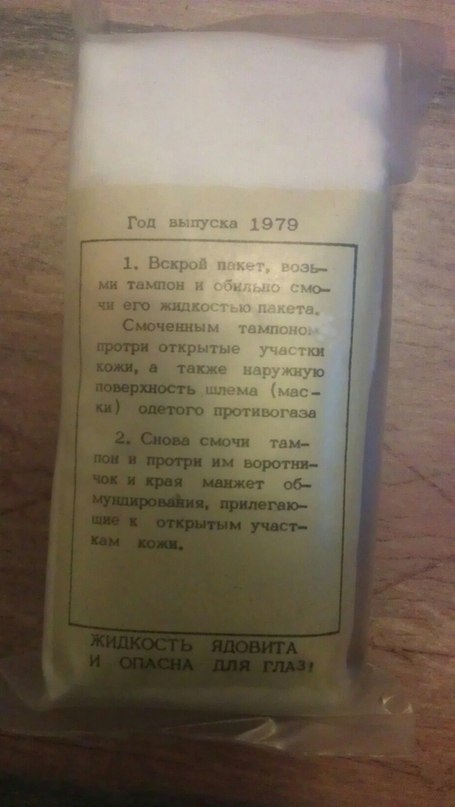 Год выпуска 1979
1. Вскрой пакет, возь-
ми тампон и обильно смо-
чи его жидкостью пакета.
Смоченным тампоном
протри открытые участки
кожи, а также наружную
поверхность шлема (мас-
ки) одетого противогаза
2. Снова смочи там-
пон и протри им воротни-
чок и края манжет об-
мундирования, прилегаю-
щие к открытым участ-
кам кожи.
ЖИДКОСТЬ ЯДОВИТА
И ОПАСНА ДЛЯ ГЛАЗ!